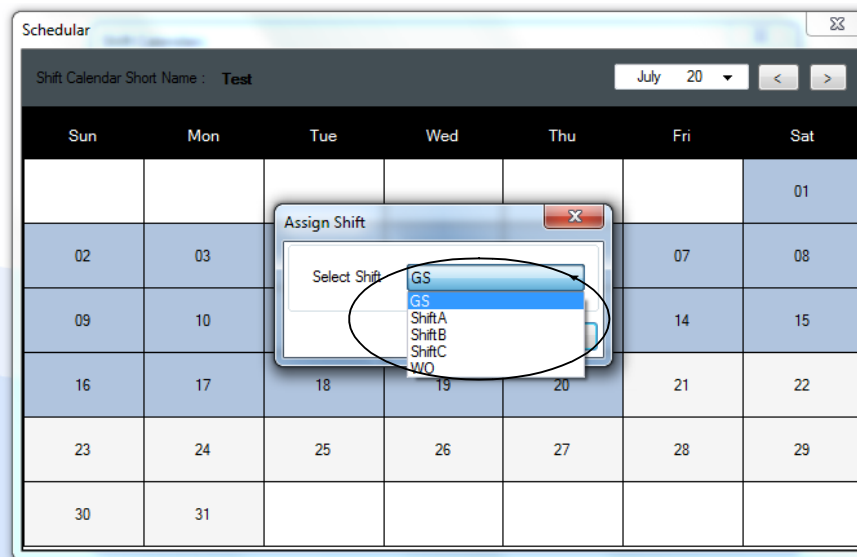 Schedular
Shift Calendar Short Name : Test
July 20
< >
Sun Mon Tue Wed Thu Fri Sat
01
Assign Shift
02 03 07 08
Select Shift GS
GS
09 10 ShiftA 14 15
ShiftB
ShiftC
WO
16 17 18 19 20 21 22
23 24 25 26 27 28 29
30 31